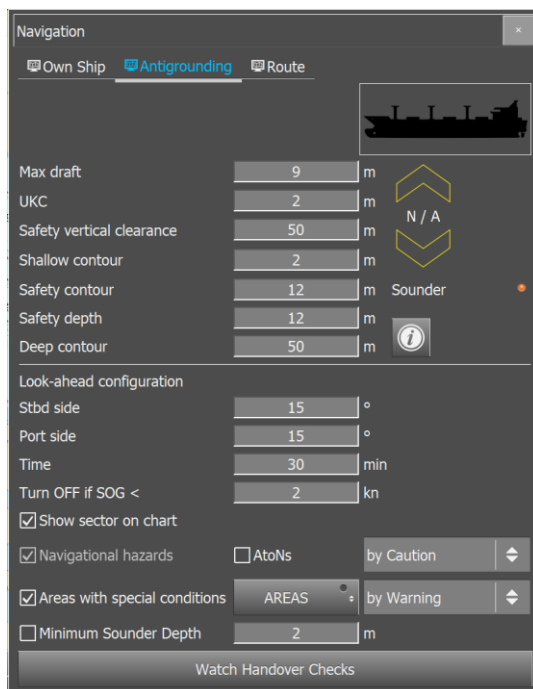 Navigation ×
Own Ship Antigrounding Route
Max draft 9 m
UKC 2 m
N / A
Safety vertical clearance 50 m
Shallow contour 2 m
Safety contour 12 m Sounder
Safety depth 12 m
Deep contour 50 m
Look-ahead configuration
Stbd side 15 °
Port side 15 °
Time 30 min
Turn OFF if SOG < 2 kn
Show sector on chart
Navigational hazards AtoNs by Caution
Areas with special conditions AREAS by Warning
Minimum Sounder Depth 2 m
Watch Handover Checks